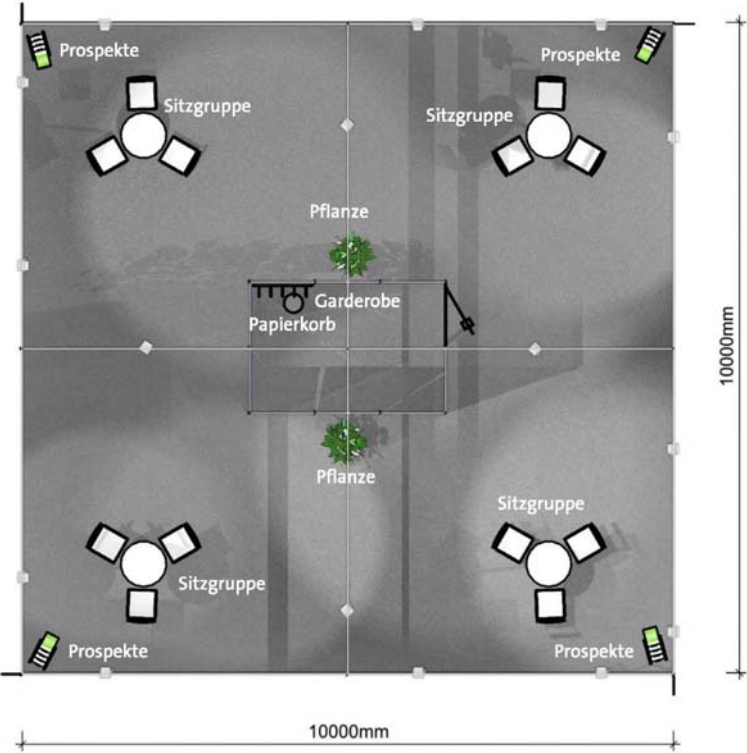 Prospekte
Prospekte
Sitzgruppe
Sitzgruppe
Pflanze
Garderobe
Papierkorb
10000mm
Pflanze
Sitzgruppe
Sitzgruppe
Prospekte
Prospekte
10000mm